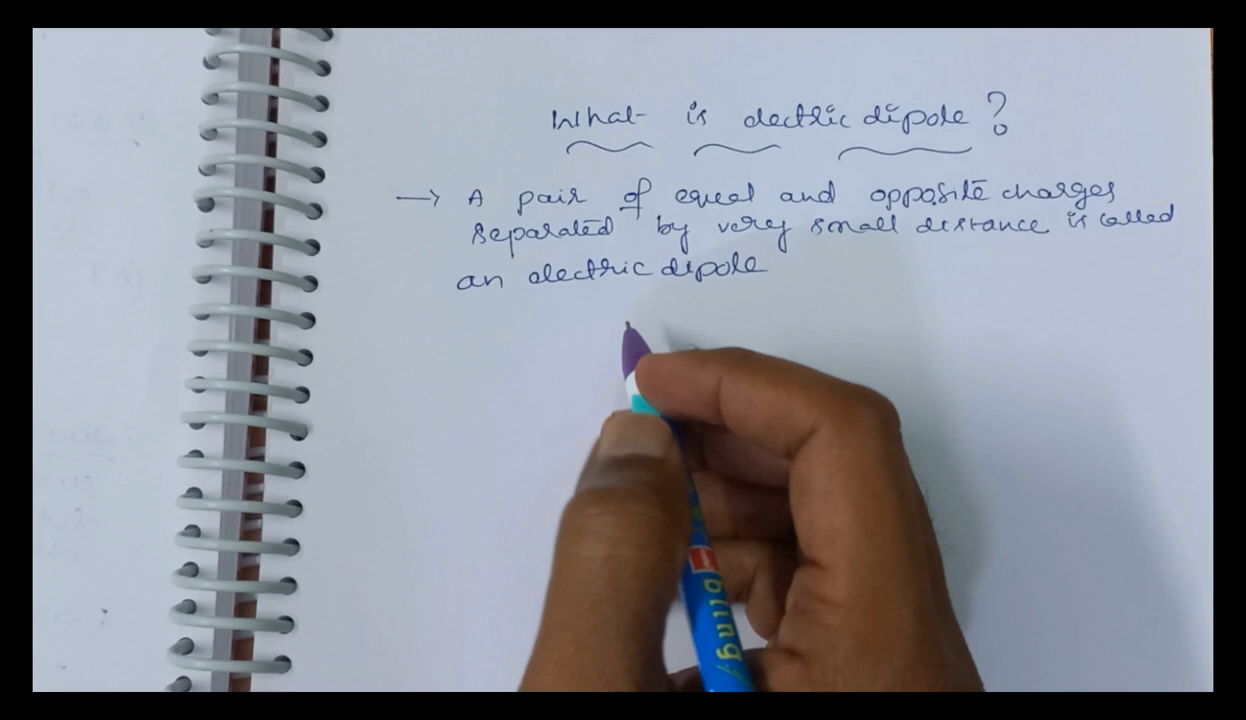 What is electric dipole?
→ A pair of equal and opposite charges
separated by very small distance is called
an electric dipole
bling